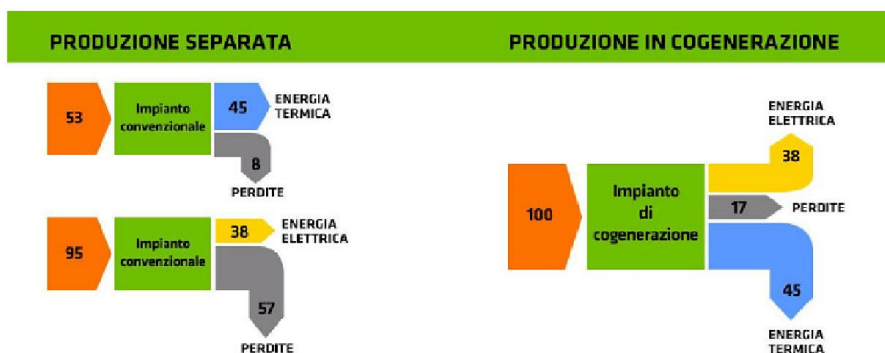 PRODUZIONE SEPARATA
53
Impianto
convenzionale
45
ENERGIA
TERMICA
8
PERDITE
95
Impianto
convenzionale
38
ENERGIA
ELETTRICA
57
PERDITE
PRODUZIONE IN COGENERAZIONE
100
Impianto
di
cogenerazione
ENERGIA
ELETTRICA
38
17
PERDITE
45
ENERGIA
TERMICA